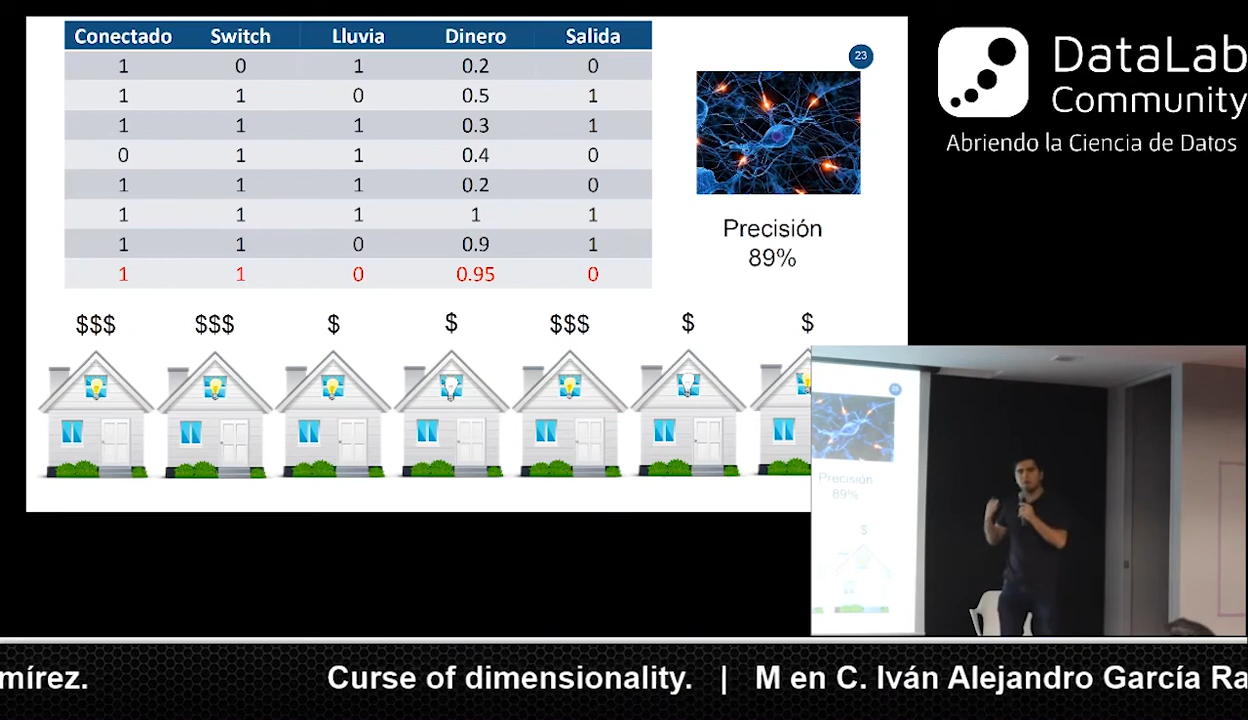 Conectado Switch Lluvia Dinero Salida
1 0 1 0.2 0
1 1 0 0.5 1
1 1 1 0.3 1
0 1 1 0.4 0
1 1 1 0.2 0
1 1 1 1 1
1 1 0 0.9 1
1 1 0 0.95 0
23
Precisión
89%
$$$ $$$ $ $ $$$ $ $
DataLab
Community
Abriendo la Ciencia de Datos
Precisión
89%
$
mírez. Curse of dimensionality. | M en C. Iván Alejandro García Ra